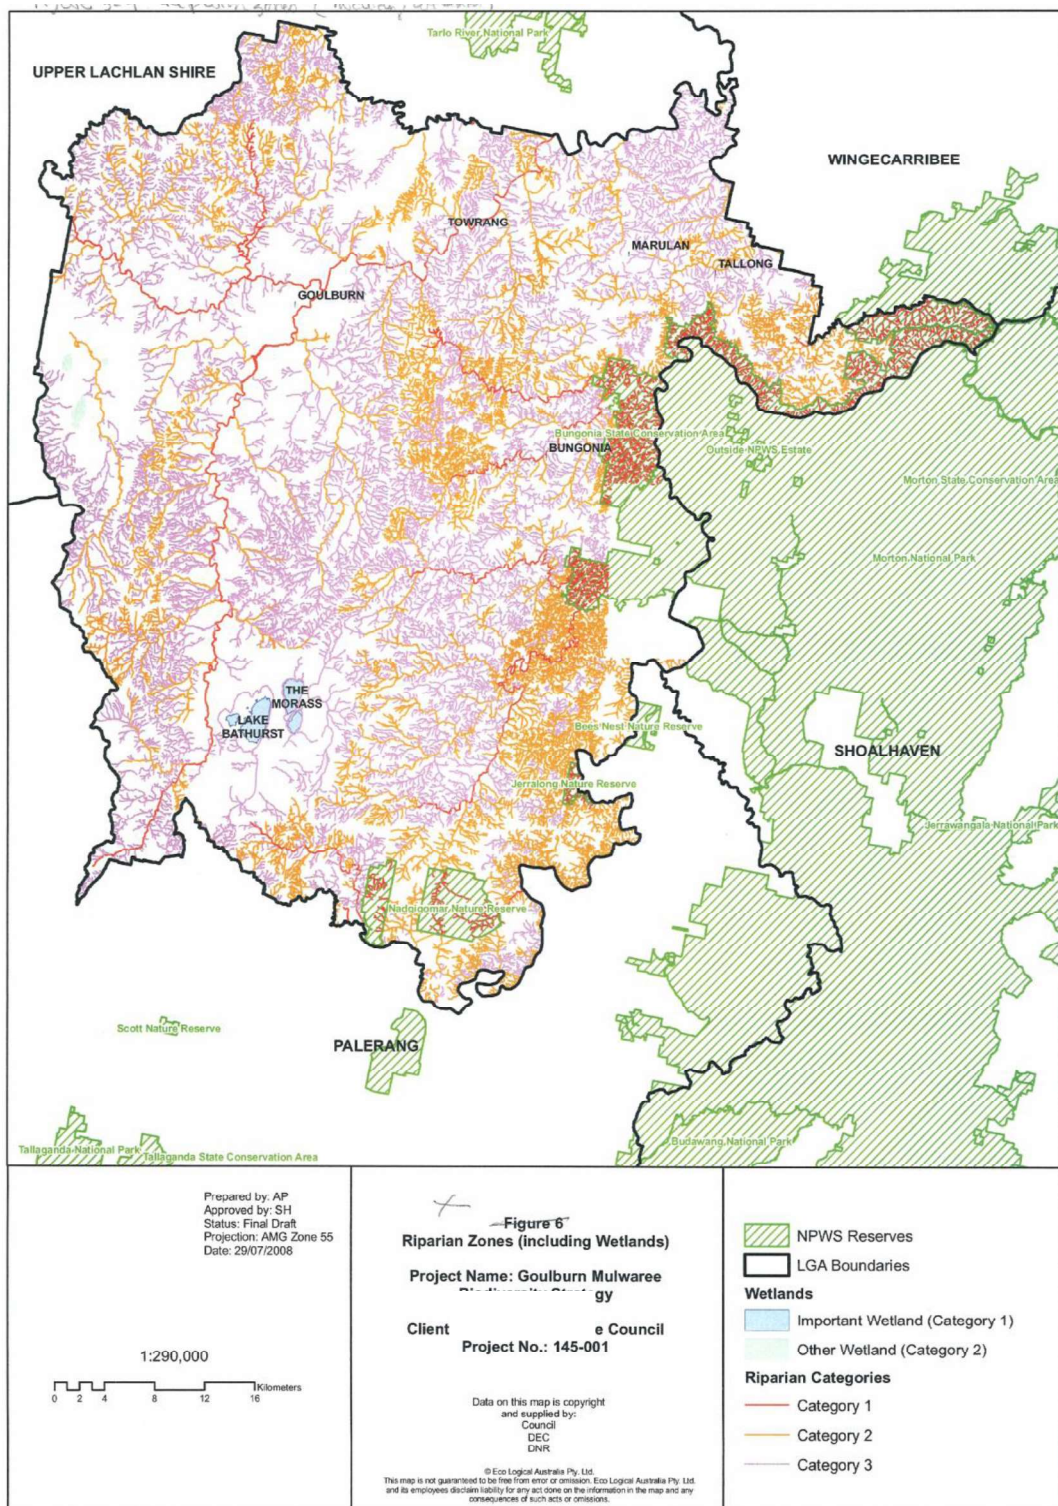 Tarlo River National Park
UPPER LACHLAN SHIRE
WINGECARRIBEE
TOWRANG
MARULAN
TALLONG
GOULBURN
Bungonia State Conservation Area
BUNGONIA
Outside NPWS Estate
Morton State Conservation Area
Morton National Park
THE
MORASS
LAKE
BATHURST
Bees Nest Nature Reserve
SHOALHAVEN
Jerralong Nature Reserve
Jerrawangala National Park
Nadgigomar Nature Reserve
Scott Nature Reserve
PALERANG
Tallaganda National Park
Tallaganda State Conservation Area
Budawang National Park
Prepared by: AP
Approved by: SH
Status: Final Draft
Projection: AMG Zone 55
Date: 29/07/2008
1:290,000
Kilometers
0 2 4 8 12 16
Figure 6
Riparian Zones (including Wetlands)
Project Name: Goulburn Mulwaree
Biodiversity Strategy
Client e Council
Project No.: 145-001
Data on this map is copyright
and supplied by:
Council
DEC
DNR
© Eco Logical Australia Pty. Ltd.
This map is not guaranteed to be free from error or omission. Eco Logical Australia Pty. Ltd.
and its employees disclaim liability for any act done on the information in the map and any
consequences of such acts or omissions.
NPWS Reserves
LGA Boundaries
Wetlands
Important Wetland (Category 1)
Other Wetland (Category 2)
Riparian Categories
Category 1
Category 2
Category 3